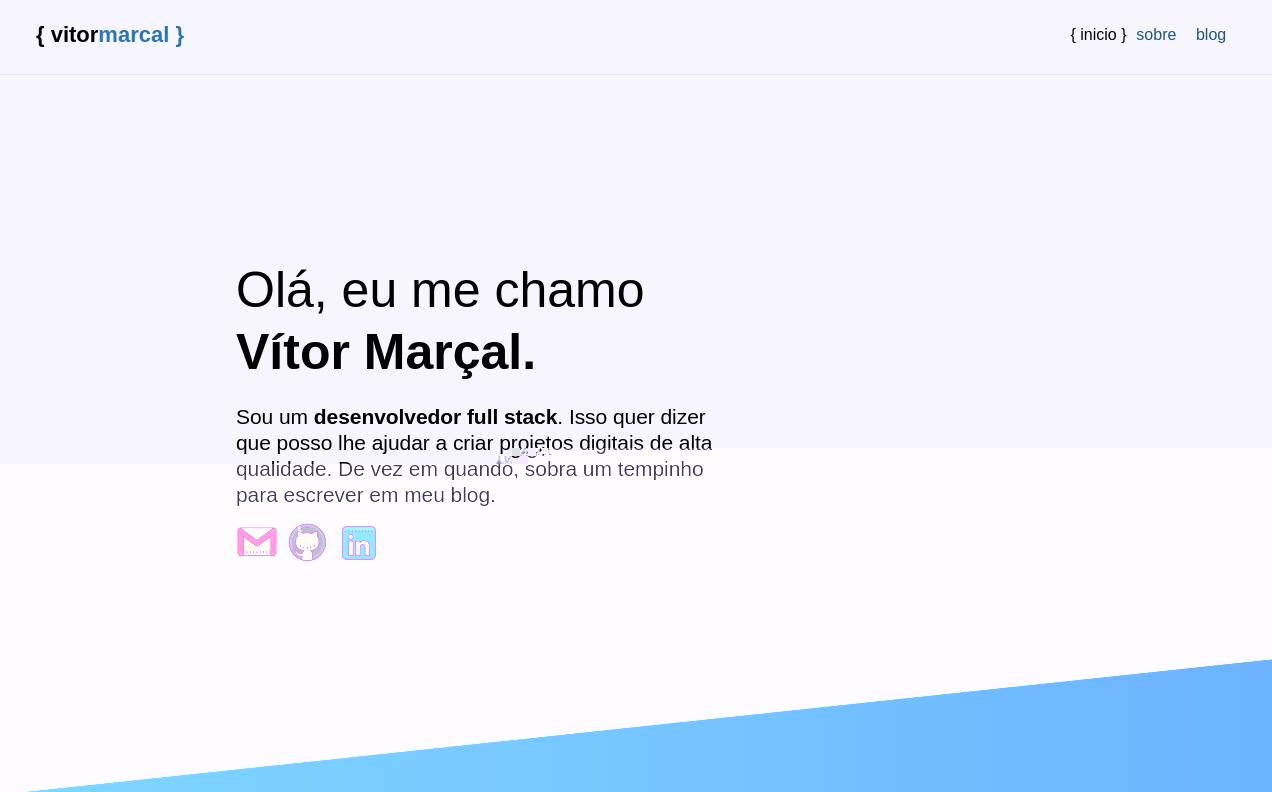 { vitormarcal }
{ inicio } sobre blog
Olá, eu me chamo
Vítor Marçal.
Sou um desenvolvedor full stack. Isso quer dizer
que posso lhe ajudar a criar projetos digitais de alta
qualidade. De vez em quando, sobra um tempinho
para escrever em meu blog.
in